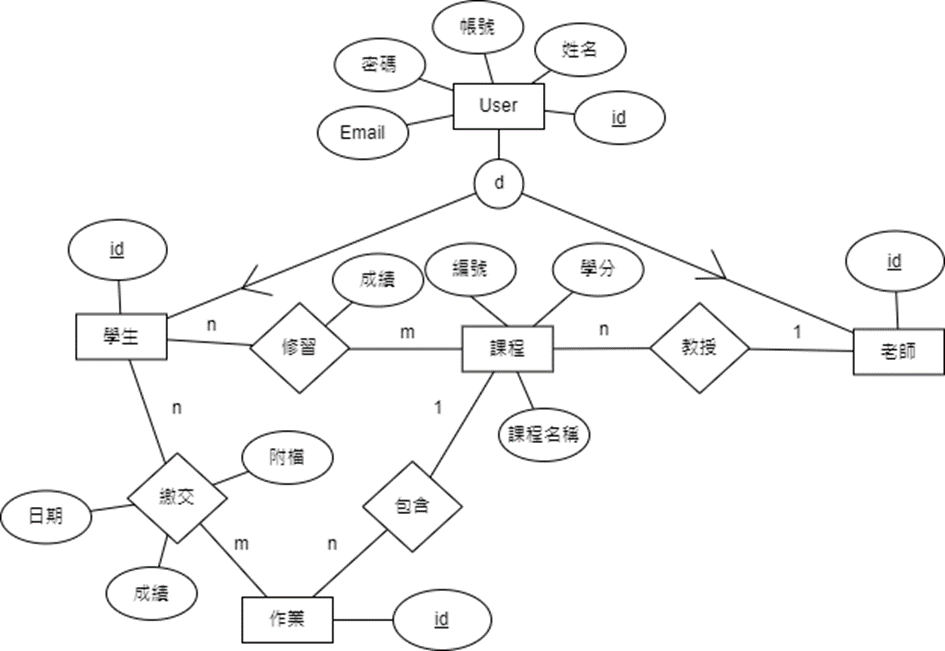 帳號
姓名
密碼
User
id
Email
d
id
成績
編號
學分
id
n
m
n
1
學生
修習
課程
教授
老師
n
1
課程名稱
附檔
繳交
包含
日期
m
n
成績
作業
id